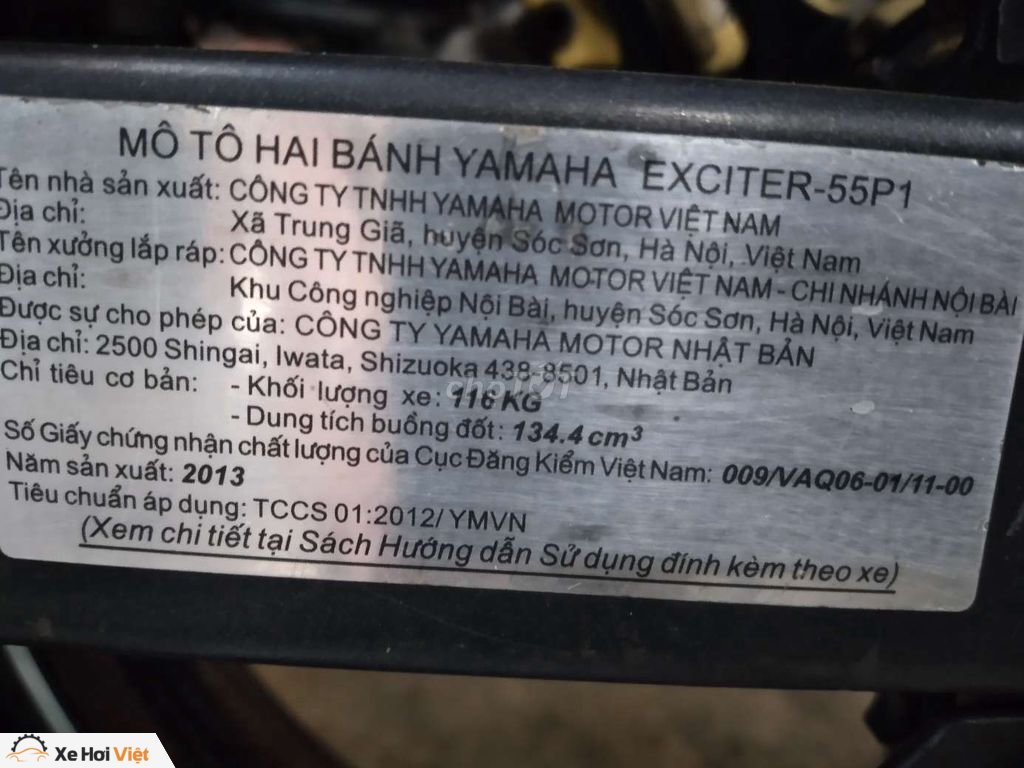 MÔ TÔ HAI BÁNH YAMAHA EXCITER-55P1
Tên nhà sản xuất: CÔNG TY TNHH YAMAHA MOTOR VIỆT NAM
Địa chỉ: Xã Trung Giã, huyện Sóc Sơn, Hà Nội, Việt Nam
Tên xưởng lắp ráp: CÔNG TY TNHH YAMAHA MOTOR VIỆT NAM - CHI NHÁNH NỘI BÀI
Địa chỉ: Khu Công nghiệp Nội Bài, huyện Sóc Sơn, Hà Nội, Việt Nam
Được sự cho phép của: CÔNG TY YAMAHA MOTOR NHẬT BẢN
Địa chỉ: 2500 Shingai, Iwata, Shizuoka 438-8501, Nhật Bản
Chỉ tiêu cơ bản: - Khối lượng xe: 116 KG
- Dung tích buồng đốt: 134.4 cm³
Số Giấy chứng nhận chất lượng của Cục Đăng Kiểm Việt Nam: 009/VAQ06-01/11-00
Năm sản xuất: 2013
Tiêu chuẩn áp dụng: TCCS 01:2012/ YMVN
(Xem chi tiết tại Sách Hướng dẫn Sử dụng đính kèm theo xe)
chợTỐT
Xe Hơi Việt